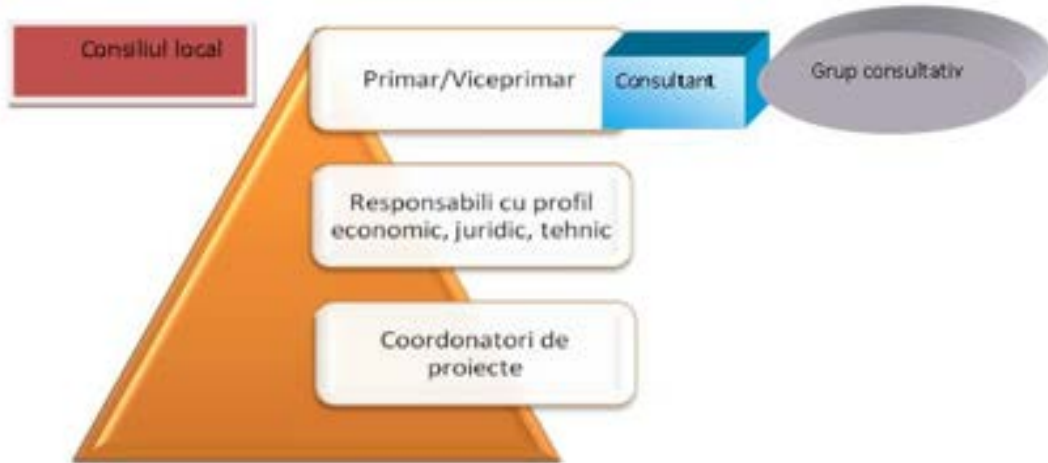 Consiliul local
Primar/Viceprimar
Consultant
Grup consultativ
Responsabili cu profil
economic, juridic, tehnic
Coordonatori de
proiecte